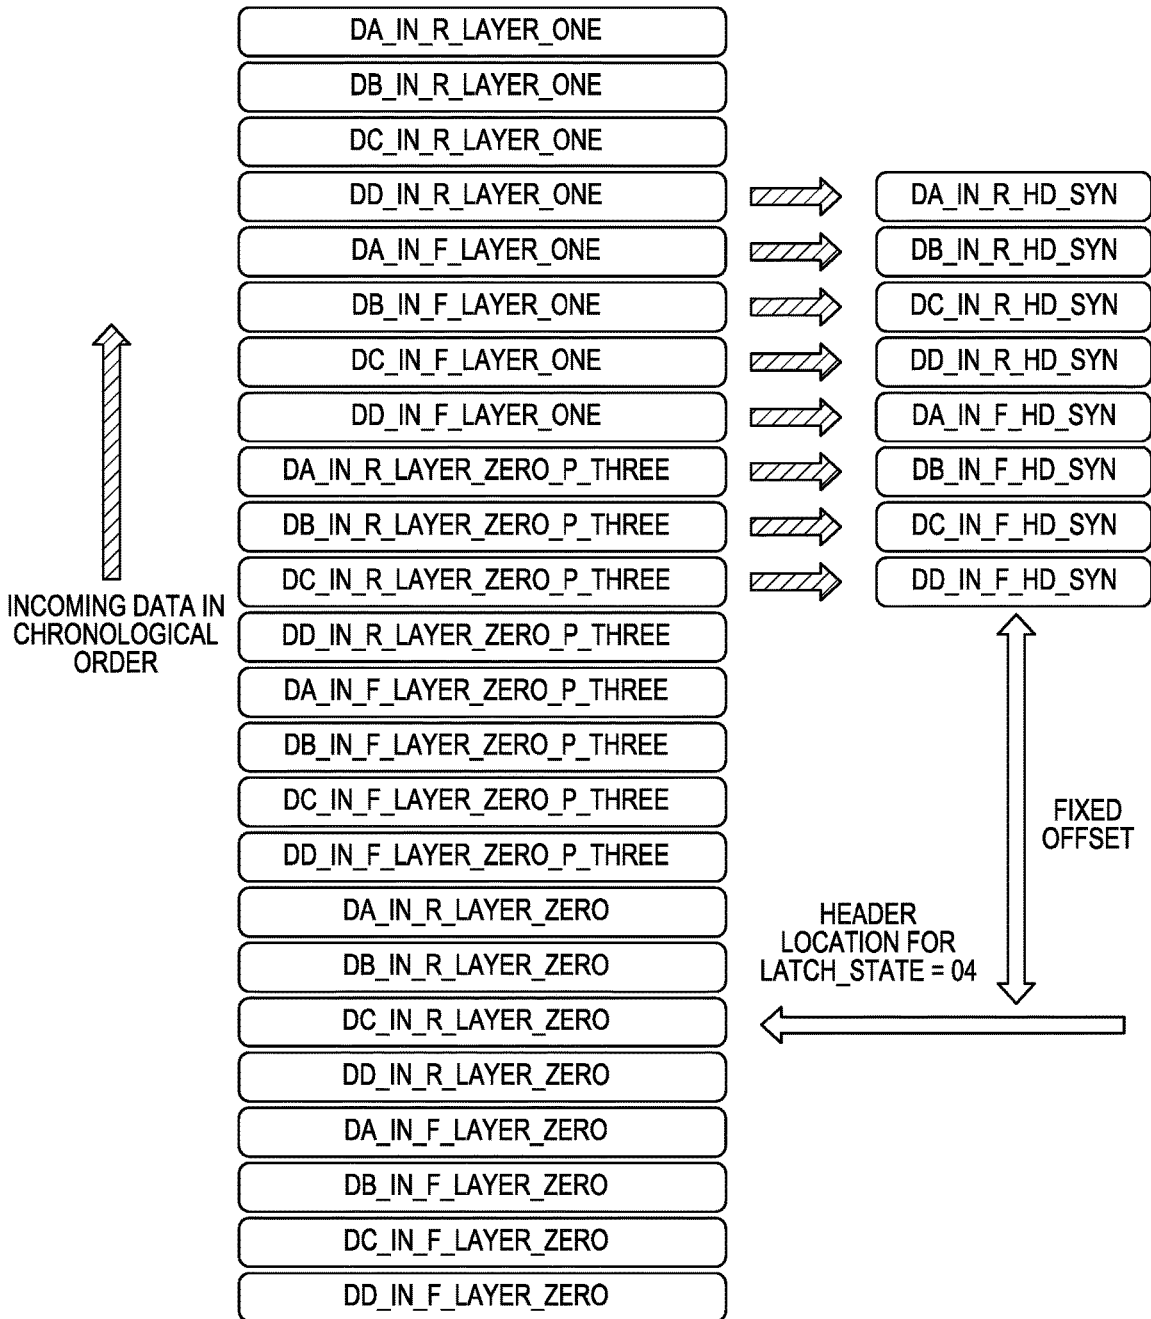 DA_IN_R_LAYER_ONE
DB_IN_R_LAYER_ONE
DC_IN_R_LAYER_ONE
DD_IN_R_LAYER_ONE
DA_IN_R_HD_SYN
DA_IN_F_LAYER_ONE
DB_IN_R_HD_SYN
DB_IN_F_LAYER_ONE
DC_IN_R_HD_SYN
DC_IN_F_LAYER_ONE
DD_IN_R_HD_SYN
DD_IN_F_LAYER_ONE
DA_IN_F_HD_SYN
DA_IN_R_LAYER_ZERO_P_THREE
DB_IN_F_HD_SYN
DB_IN_R_LAYER_ZERO_P_THREE
DC_IN_F_HD_SYN
DC_IN_R_LAYER_ZERO_P_THREE
DD_IN_F_HD_SYN
INCOMING DATA IN
CHRONOLOGICAL
ORDER
DD_IN_R_LAYER_ZERO_P_THREE
DA_IN_F_LAYER_ZERO_P_THREE
DB_IN_F_LAYER_ZERO_P_THREE
DC_IN_F_LAYER_ZERO_P_THREE
DD_IN_F_LAYER_ZERO_P_THREE
FIXED
OFFSET
DA_IN_R_LAYER_ZERO
DB_IN_R_LAYER_ZERO
HEADER
LOCATION FOR
LATCH_STATE = 04
DC_IN_R_LAYER_ZERO
DD_IN_R_LAYER_ZERO
DA_IN_F_LAYER_ZERO
DB_IN_F_LAYER_ZERO
DC_IN_F_LAYER_ZERO
DD_IN_F_LAYER_ZERO